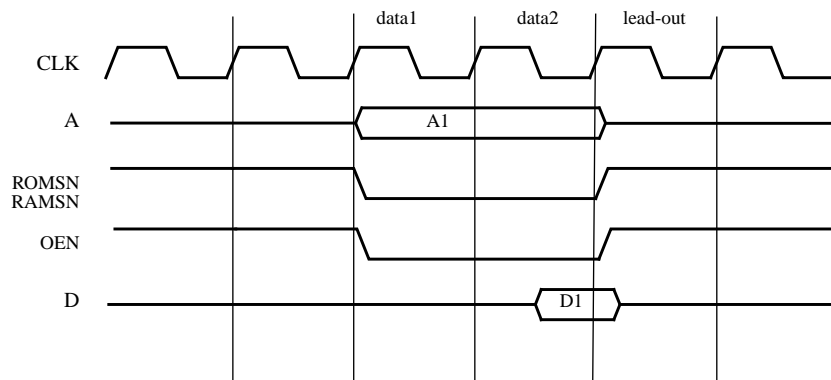 data1 data2 lead-out
CLK
A A1
ROMSN
RAMSN
OEN
D D1